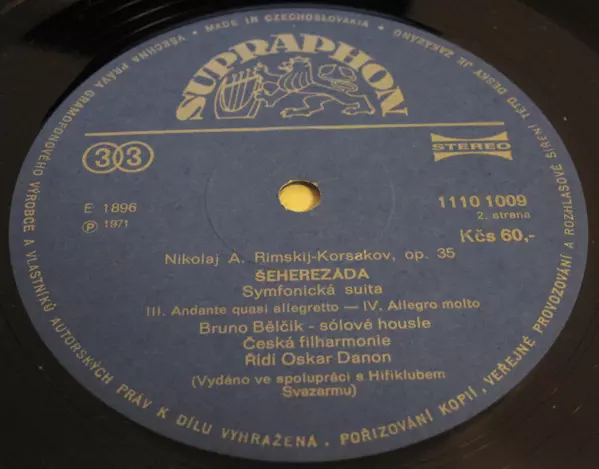 VŠECHNA PRÁVA GRAMOFONOVÉHO VÝROBCE A VLASTNÍKŮ AUTORSKÝCH PRÁV K DÍLU VYHRAŽENA. POŘIZOVÁNÍ KOPIÍ, VEŘEJNÉ PROVOZOVÁNÍ A ROZHLASOVÉ ŠÍŘENÍ TÉTO DESKY JE ZAKÁZÁNO • MADE IN CZECHOSLOVAKIA •
SUPRAPHON
33
STEREO
E 1896
℗ 1971
1110 1009
2. strana
Kčs 60,-
Nikolaj A. Rimskij-Korsakov, op. 35
ŠEHEREZÁDA
Symfonická suita
III. Andante quasi allegretto — IV. Allegro molto
Bruno Bělčik - sólové housle
Česká filharmonie
Řídí Oskar Danon
(Vydáno ve spolupráci s Hifiklubem
Svazarmu)